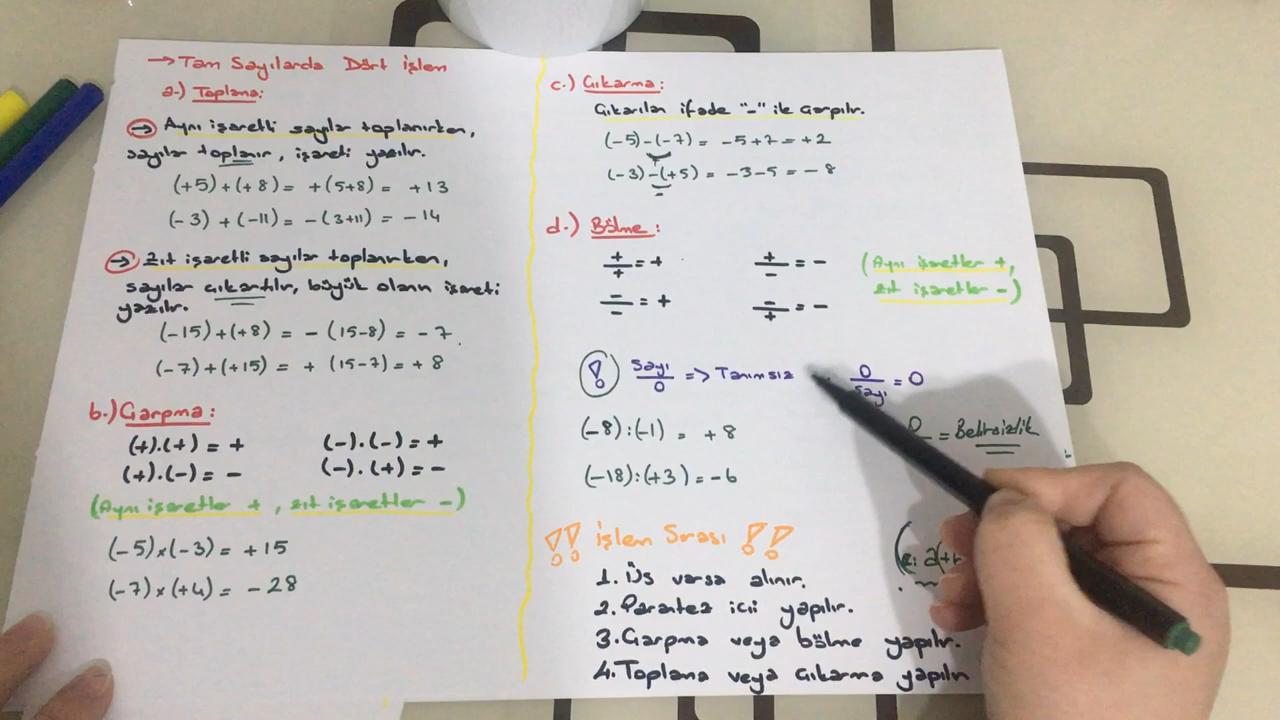 → Tam Sayılarda Dört İşlem
a-) Toplama:
→ Aynı işaretli sayılar toplanırken,
sayılar toplanır, işareti yazılır.
(+5)+(+8) = +(5+8) = +13
(-3)+(-11) = -(3+11) = -14
→ Zıt işaretli sayılar toplanırken,
sayılar çıkartılır, büyük olanın işareti
yazılır.
(-15)+(+8) = -(15-8) = -7
(-7)+(+15) = +(15-7) = +8
b.) Çarpma:
(+).(+) = + (-).(-) = +
(+).(-) = - (-).(+) = -
(Aynı işaretler +, zıt işaretler -)
(-5)x(-3) = +15
(-7)x(+4) = -28
c.) Çıkarma:
Çıkarılan ifade "-" ile çarpılır.
(-5)-(-7) = -5+7 = +2
+
(-3)-(+5) = -3-5 = -8
-
d.) Bölme:
+/+ = + +/- = - (Aynı işaretler +,
-/- = + -/+ = - zıt işaretler -)
! Sayı/0 => Tanımsız 0/Sayı = 0
(-8):(-1) = +8 = Belirsizlik
(-18):(+3) = -6
!! İşlem Sırası !!
1. Üs varsa alınır.
2. Parantez içi yapılır.
3. Çarpma veya bölme yapılır.
4. Toplama veya çıkarma yapılır